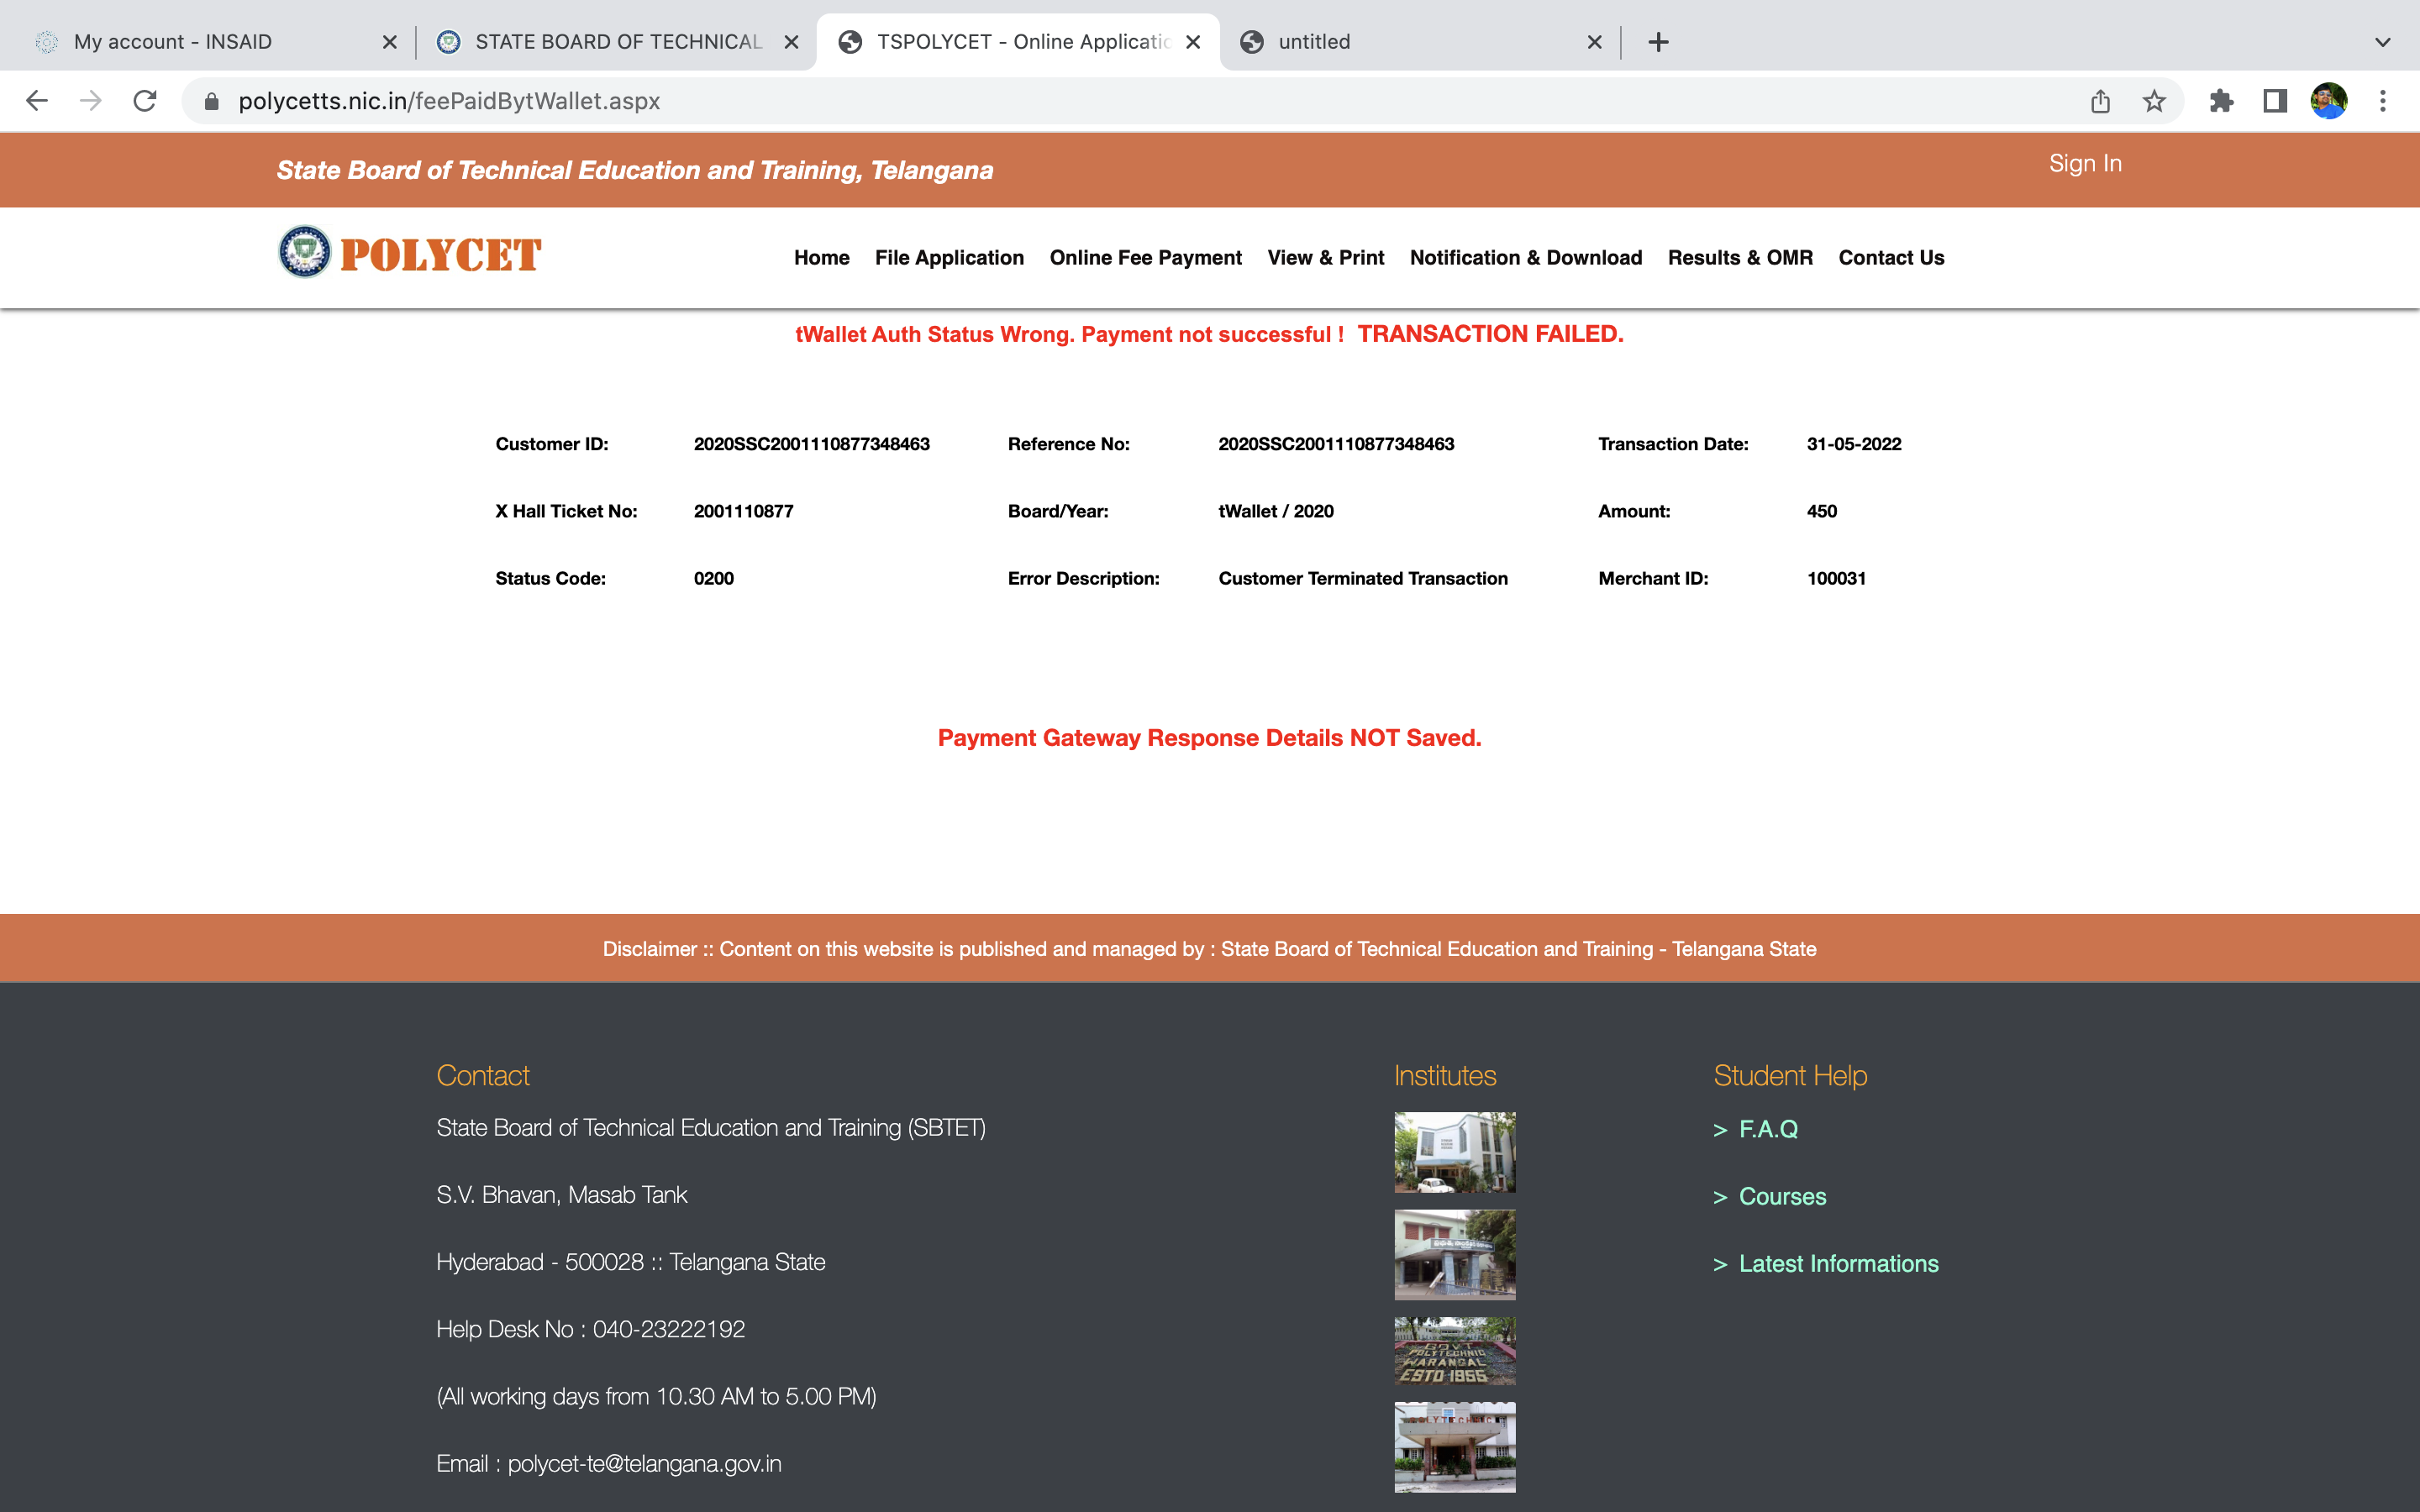 My account - INSAID
STATE BOARD OF TECHNICAL
TSPOLYCET - Online Applicatio
untitled
polycetts.nic.in/feePaidBytWallet.aspx
State Board of Technical Education and Training, Telangana
Sign In
POLYCET
Home File Application Online Fee Payment View & Print Notification & Download Results & OMR Contact Us
tWallet Auth Status Wrong. Payment not successful ! TRANSACTION FAILED.
Customer ID: 2020SSC2001110877348463 Reference No: 2020SSC2001110877348463 Transaction Date: 31-05-2022
X Hall Ticket No: 2001110877 Board/Year: tWallet / 2020 Amount: 450
Status Code: 0200 Error Description: Customer Terminated Transaction Merchant ID: 100031
Payment Gateway Response Details NOT Saved.
Disclaimer :: Content on this website is published and managed by : State Board of Technical Education and Training - Telangana State
Contact
State Board of Technical Education and Training (SBTET)
S.V. Bhavan, Masab Tank
Hyderabad - 500028 :: Telangana State
Help Desk No : 040-23222192
(All working days from 10.30 AM to 5.00 PM)
Email : polycet-te@telangana.gov.in
Institutes
GOVT
POLYTECHNIC
WARANGAL
ESTD 1955
POLYTECHNIC
Student Help
> F.A.Q
> Courses
> Latest Informations